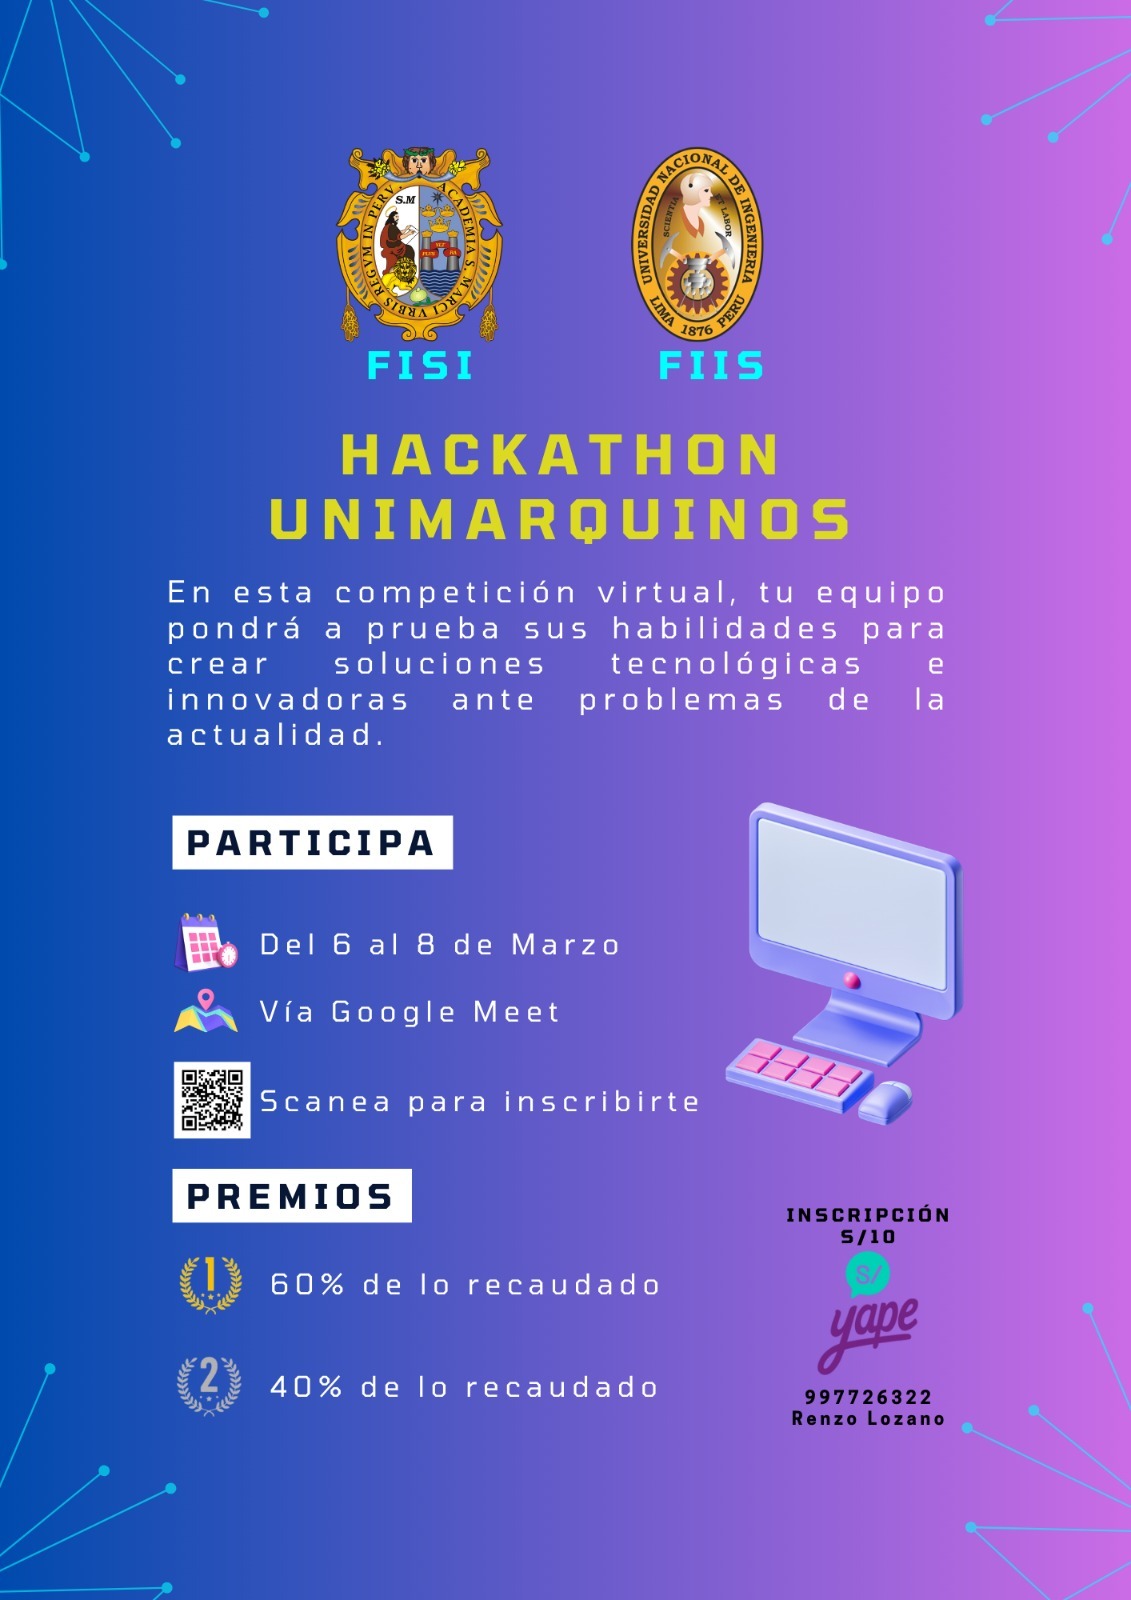 S.M
ACADEMIA S. MARCI VRBIS REGVM IN PERV
PLVS VLTRA
UNIVERSIDAD NACIONAL DE INGENIERIA
SCIENTIA ET LABOR
LIMA 1876 PERU
FISI
FIIS
HACKATHON
UNIMARQUINOS
En esta competición virtual, tu equipo
pondrá a prueba sus habilidades para
crear soluciones tecnológicas e
innovadoras ante problemas de la
actualidad.
PARTICIPA
Del 6 al 8 de Marzo
Vía Google Meet
Scanea para inscribirte
PREMIOS
1
60% de lo recaudado
2
40% de lo recaudado
INSCRIPCIÓN
S/10
S/
yape
997726322
Renzo Lozano